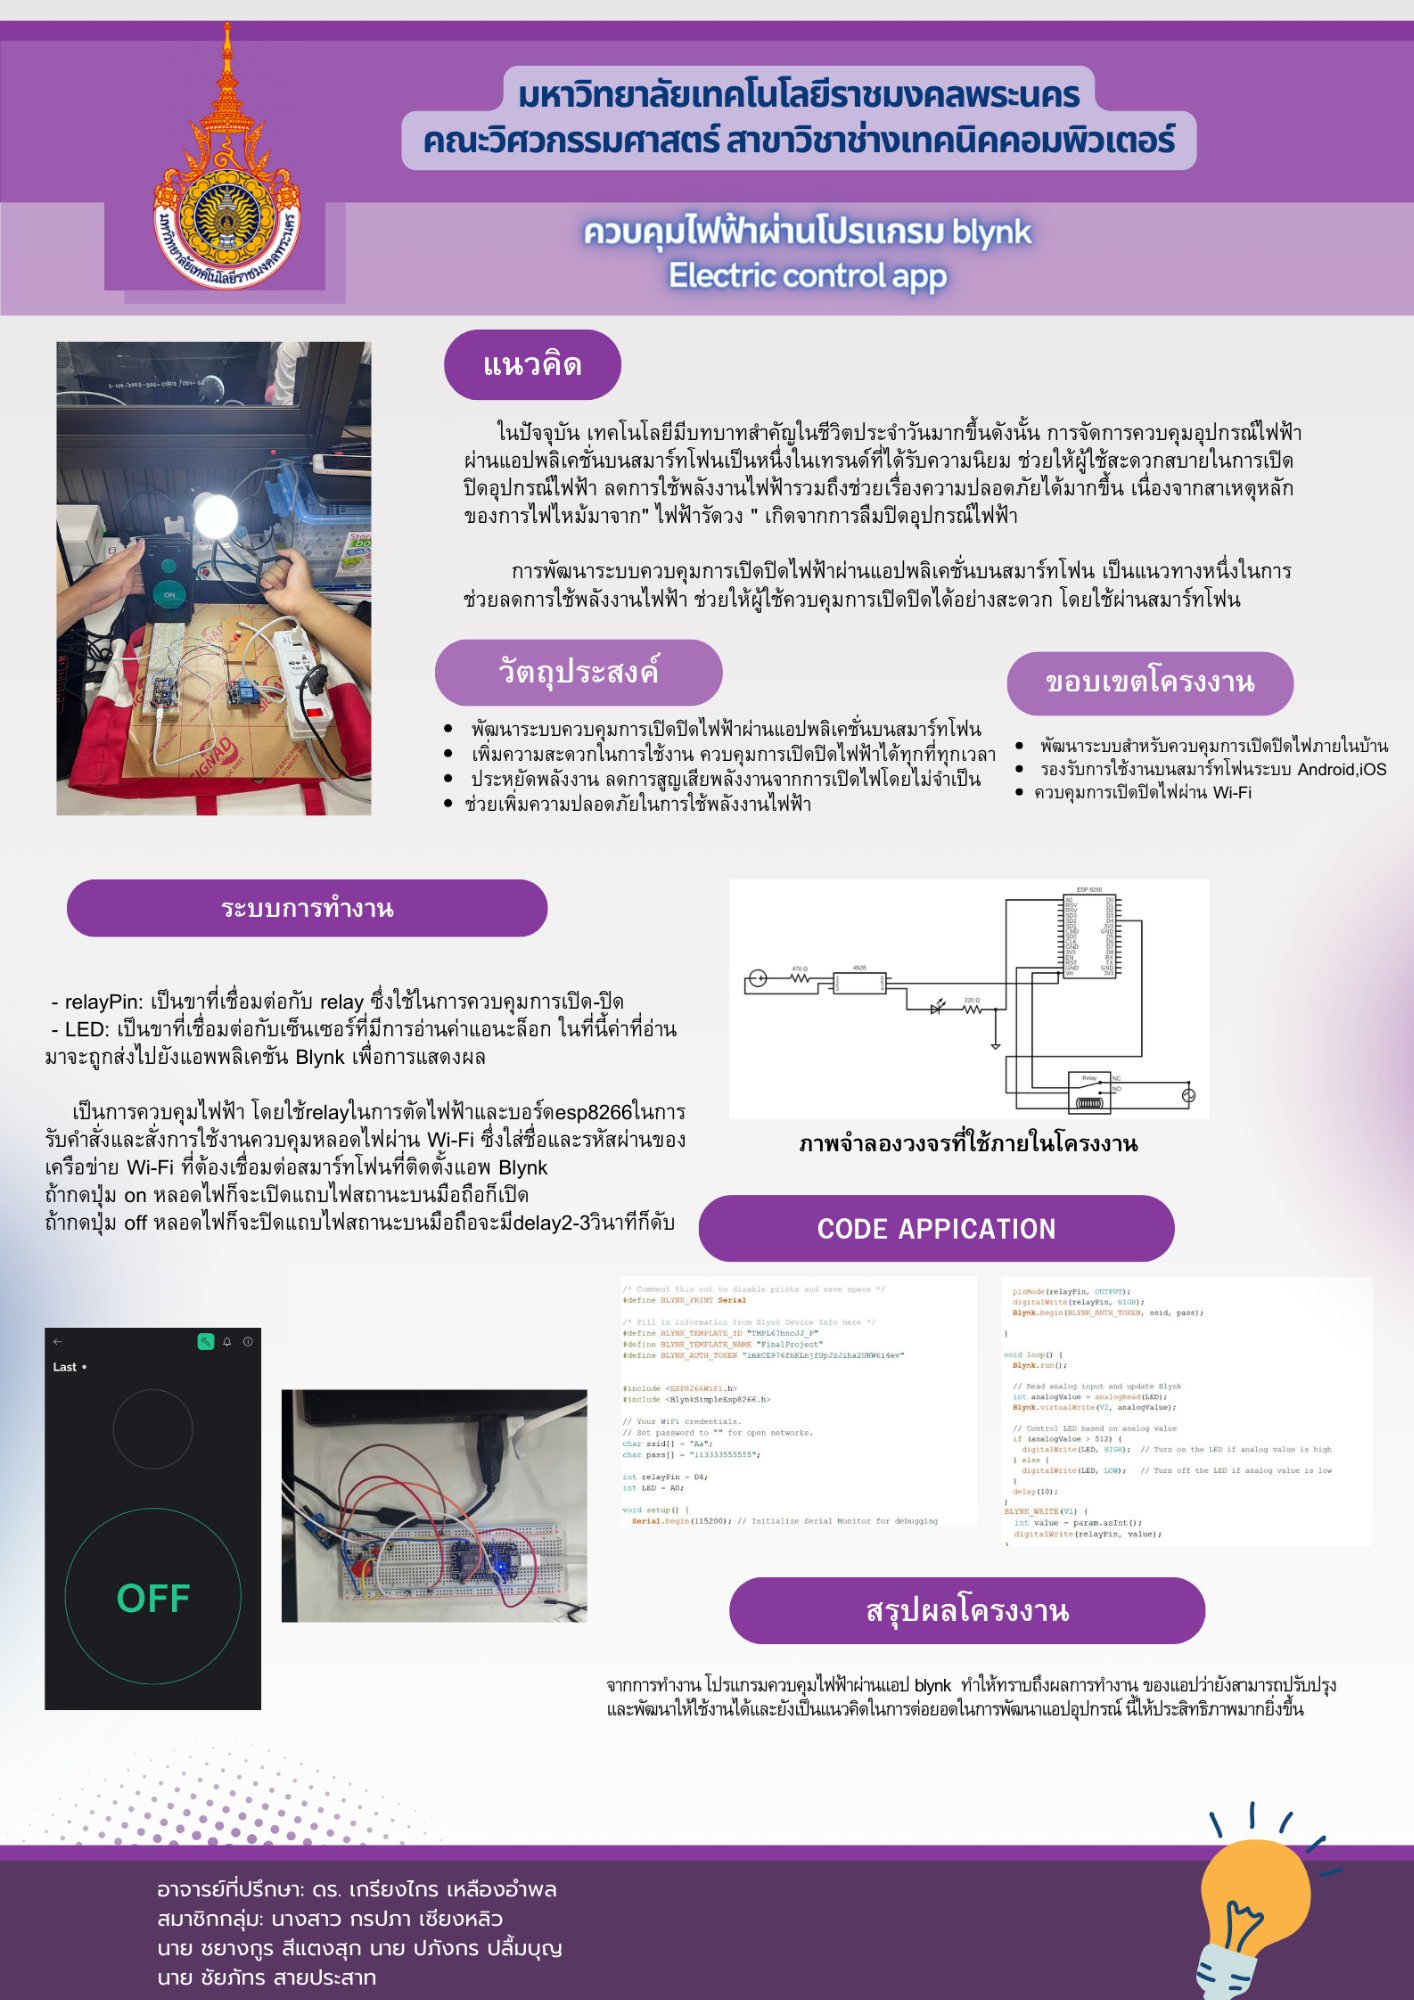 มหาวิทยาลัยเทคโนโลยีราชมงคลพระนคร
มหาวิทยาลัยเทคโนโลยีราชมงคลพระนคร
คณะวิศวกรรมศาสตร์ สาขาวิชาช่างเทคนิคคอมพิวเตอร์
ควบคุมไฟฟ้าผ่านโปรแกรม blynk
Electric control app
แนวคิด
ในปัจจุบัน เทคโนโลยีมีบทบาทสำคัญในชีวิตประจำวันมากขึ้นดังนั้น การจัดการควบคุมอุปกรณ์ไฟฟ้า
ผ่านแอปพลิเคชั่นบนสมาร์ทโฟนเป็นหนึ่งในเทรนด์ที่ได้รับความนิยม ช่วยให้ผู้ใช้สะดวกสบายในการเปิด
ปิดอุปกรณ์ไฟฟ้า ลดการใช้พลังงานไฟฟ้ารวมถึงช่วยเรื่องความปลอดภัยได้มากขึ้น เนื่องจากสาเหตุหลัก
ของการไฟไหม้มาจาก" ไฟฟ้ารัดวง " เกิดจากการลืมปิดอุปกรณ์ไฟฟ้า
การพัฒนาระบบควบคุมการเปิดปิดไฟฟ้าผ่านแอปพลิเคชั่นบนสมาร์ทโฟน เป็นแนวทางหนึ่งในการ
ช่วยลดการใช้พลังงานไฟฟ้า ช่วยให้ผู้ใช้ควบคุมการเปิดปิดได้อย่างสะดวก โดยใช้ผ่านสมาร์ทโฟน
ON
SIGNAD
วัตถุประสงค์
• พัฒนาระบบควบคุมการเปิดปิดไฟฟ้าผ่านแอปพลิเคชั่นบนสมาร์ทโฟน
• เพิ่มความสะดวกในการใช้งาน ควบคุมการเปิดปิดไฟฟ้าได้ทุกที่ทุกเวลา
• ประหยัดพลังงาน ลดการสูญเสียพลังงานจากการเปิดไฟโดยไม่จำเป็น
• ช่วยเพิ่มความปลอดภัยในการใช้พลังงานไฟฟ้า
ขอบเขตโครงงาน
• พัฒนาระบบสำหรับควบคุมการเปิดปิดไฟภายในบ้าน
• รองรับการใช้งานบนสมาร์ทโฟนระบบ Android,iOS
• ควบคุมการเปิดปิดไฟผ่าน Wi-Fi
ระบบการทำงาน
- relayPin: เป็นขาที่เชื่อมต่อกับ relay ซึ่งใช้ในการควบคุมการเปิด-ปิด
- LED: เป็นขาที่เชื่อมต่อกับเซ็นเซอร์ที่มีการอ่านค่าแอนะล็อก ในที่นี้ค่าที่อ่าน
มาจะถูกส่งไปยังแอพพลิเคชัน Blynk เพื่อการแสดงผล
เป็นการควบคุมไฟฟ้า โดยใช้relayในการตัดไฟฟ้าและบอร์ดesp8266ในการ
รับคำสั่งและสั่งการใช้งานควบคุมหลอดไฟผ่าน Wi-Fi ซึ่งใส่ชื่อและรหัสผ่านของ
เครือข่าย Wi-Fi ที่ต้องเชื่อมต่อสมาร์ทโฟนที่ติดตั้งแอพ Blynk
ถ้ากดปุ่ม on หลอดไฟก็จะเปิดแถบไฟสถานะบนมือถือก็เปิด
ถ้ากดปุ่ม off หลอดไฟก็จะปิดแถบไฟสถานะบนมือถือจะมีdelay2-3วินาทีก็ดับ
ESP 8266
470 Ω
4N35
220 Ω
Relay
NC
NO
ภาพจำลองวงจรที่ใช้ภายในโครงงาน
CODE APPICATION
/* Comment this out to disable prints and save space */
#define BLYNK_PRINT Serial
/* Fill in information from Blynk Device Info here */
#define BLYNK_TEMPLATE_ID "TMPL67hncJJ_P"
#define BLYNK_TEMPLATE_NAME "FinalProject"
#define BLYNK_AUTH_TOKEN "imkCE976fbKLnjfUpJzJiha2UKW6i4ev"
#include <ESP8266WiFi.h>
#include <BlynkSimpleEsp8266.h>
// Your WiFi credentials.
// Set password to "" for open networks.
char ssid[] = "Aa";
char pass[] = "113333555555";
int relayPin = D4;
int LED = A0;
void setup() {
Serial.begin(115200); // Initialize Serial Monitor for debugging
pinMode(relayPin, OUTPUT);
digitalWrite(relayPin, HIGH);
Blynk.begin(BLYNK_AUTH_TOKEN, ssid, pass);
}
void loop() {
Blynk.run();
// Read analog input and update Blynk
int analogValue = analogRead(LED);
Blynk.virtualWrite(V2, analogValue);
// Control LED based on analog value
if (analogValue > 512) {
digitalWrite(LED, HIGH); // Turn on the LED if analog value is high
} else {
digitalWrite(LED, LOW); // Turn off the LED if analog value is low
}
delay(10);
}
BLYNK_WRITE(V1) {
int value = param.asInt();
digitalWrite(relayPin, value);
Last •
OFF
สรุปผลโครงงาน
จากการทำงาน โปรแกรมควบคุมไฟฟ้าผ่านแอป blynk ทำให้ทราบถึงผลการทำงาน ของแอปว่ายังสามารถปรับปรุง
และพัฒนาให้ใช้งานได้และยังเป็นแนวคิดในการต่อยอดในการพัฒนาแอปอุปกรณ์ นี้ให้ประสิทธิภาพมากยิ่งขึ้น
อาจารย์ที่ปรึกษา: ดร. เกรียงไกร เหลืองอำพล
สมาชิกกลุ่ม: นางสาว กรปภา เซียงหลิว
นาย ชยางกูร สีแตงสุก นาย ปภังกร ปลื้มบุญ
นาย ชัยภัทร สายประสาท